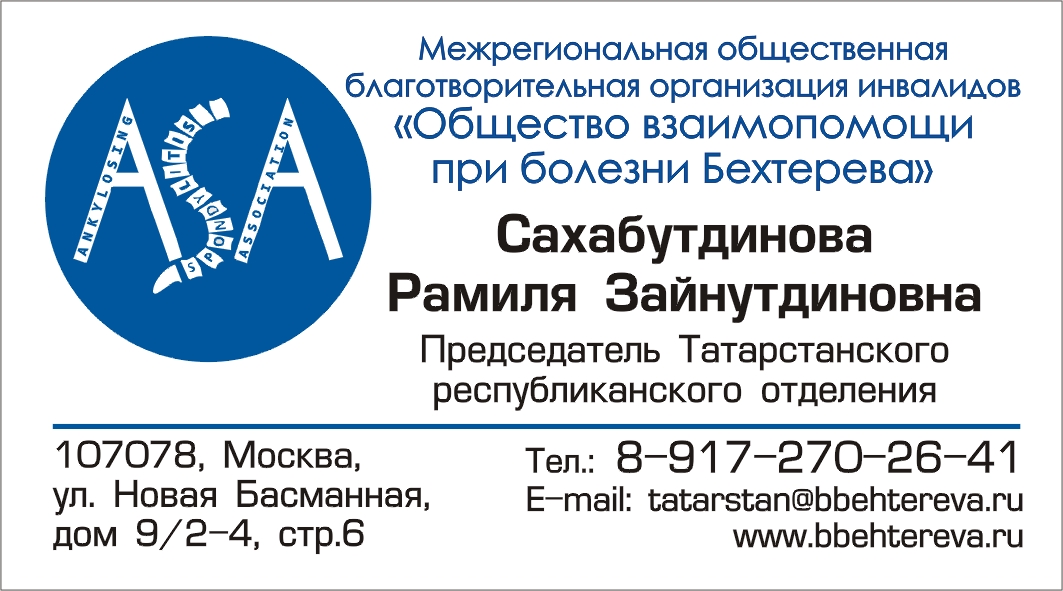 ANKYLOSING
SPONDYLITIS
ASSOCIATION
ASA
Межрегиональная общественная
благотворительная организация инвалидов
«Общество взаимопомощи
при болезни Бехтерева»
Сахабутдинова
Рамиля Зайнутдиновна
Председатель Татарстанского
республиканского отделения
107078, Москва,
ул. Новая Басманная,
дом 9/2-4, стр.6
Тел.: 8-917-270-26-41
E-mail: tatarstan@bbehtereva.ru
www.bbehtereva.ru